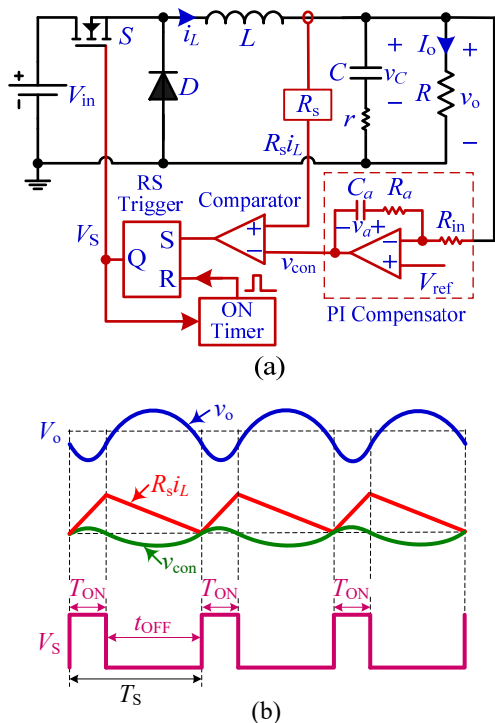 S
i_L
L
I_o
+
C
v_C
−
r
+
R
v_o
−
V_in
+
-
D
R_s
R_s i_L
RS
Trigger
Comparator
C_a
R_a
R_in
− v_a +
V_S
S
Q
R
+
−
v_con
−
+
V_ref
ON
Timer
PI Compensator
(a)
V_o
v_o
R_s i_L
v_con
T_ON
T_ON
T_ON
V_S
t_OFF
T_S
(b)